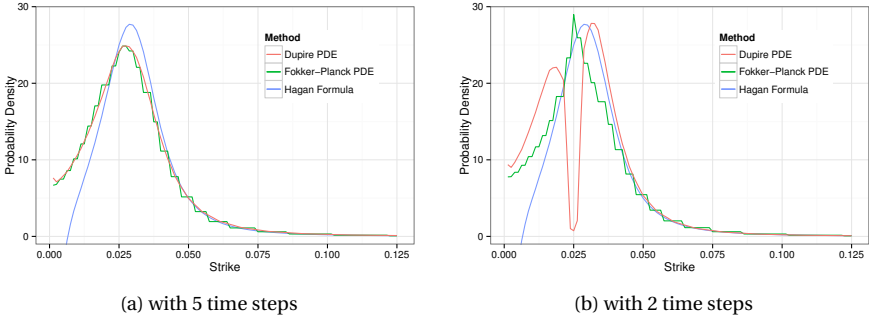 30
20
10
0
Probability Density
Method
Dupire PDE
Fokker−Planck PDE
Hagan Formula
0.000 0.025 0.050 0.075 0.100 0.125
Strike
(a) with 5 time steps
30
20
10
0
Probability Density
Method
Dupire PDE
Fokker−Planck PDE
Hagan Formula
0.000 0.025 0.050 0.075 0.100 0.125
Strike
(b) with 2 time steps